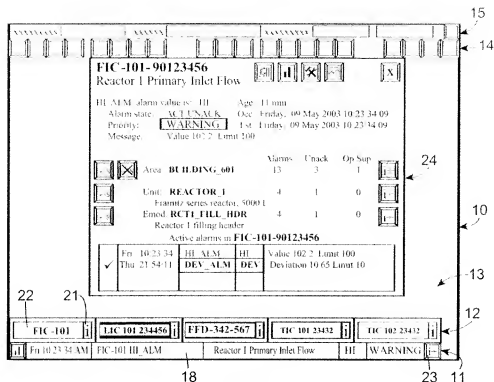 15
14
FIC-101-90123456
Reactor 1 Primary Inlet Flow
X
HI_ALM alarm value is: HI Age: 11 min
Alarm state: ACT/UNACK Occ Friday, 09 May 2003 10 23 34 09
Priority: WARNING 1st Friday, 09 May 2003 10 23 34 09
Message: Value 102 2 Limit 100
Alarms Unack Op Sup
Area: BUILDING_601 13 3 1
24
Unit: REACTOR_1 4 1 0
series reactor, 5000 L
Emod: RCT1_FILL_HDR 4 1 0
Reactor 1 filling header
10
Active alarms in FIC-101-90123456
Fri 10 23 34 HI_ALM HI Value 102 2 Limit 100
✓ Thu 21 54 11 DEV_ALM DEV Deviation 10 65 Limit 10
13
22 21
12
FIC-101 LIC 101 234456 FFD-342-567 TIC 101 23432 TIC 102 23432
Fri 10 23 34 AM FIC-101 HI_ALM Reactor 1 Primary Inlet Flow HI WARNING
18 23 11